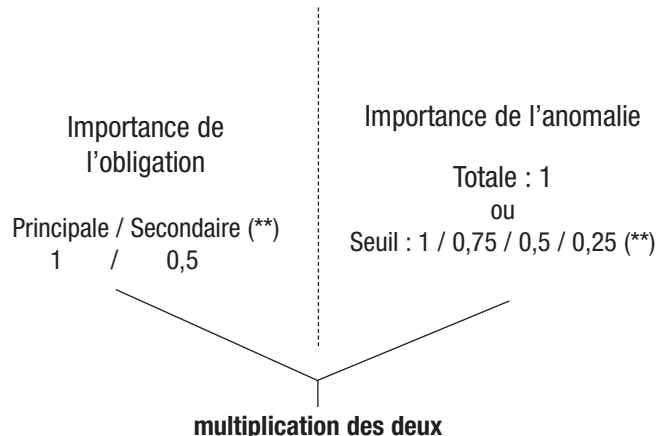 Importance de
l’obligation
Principale / Secondaire (**)
1 / 0,5
Importance de l’anomalie
Totale : 1
ou
Seuil : 1 / 0,75 / 0,5 / 0,25 (**)
multiplication des deux